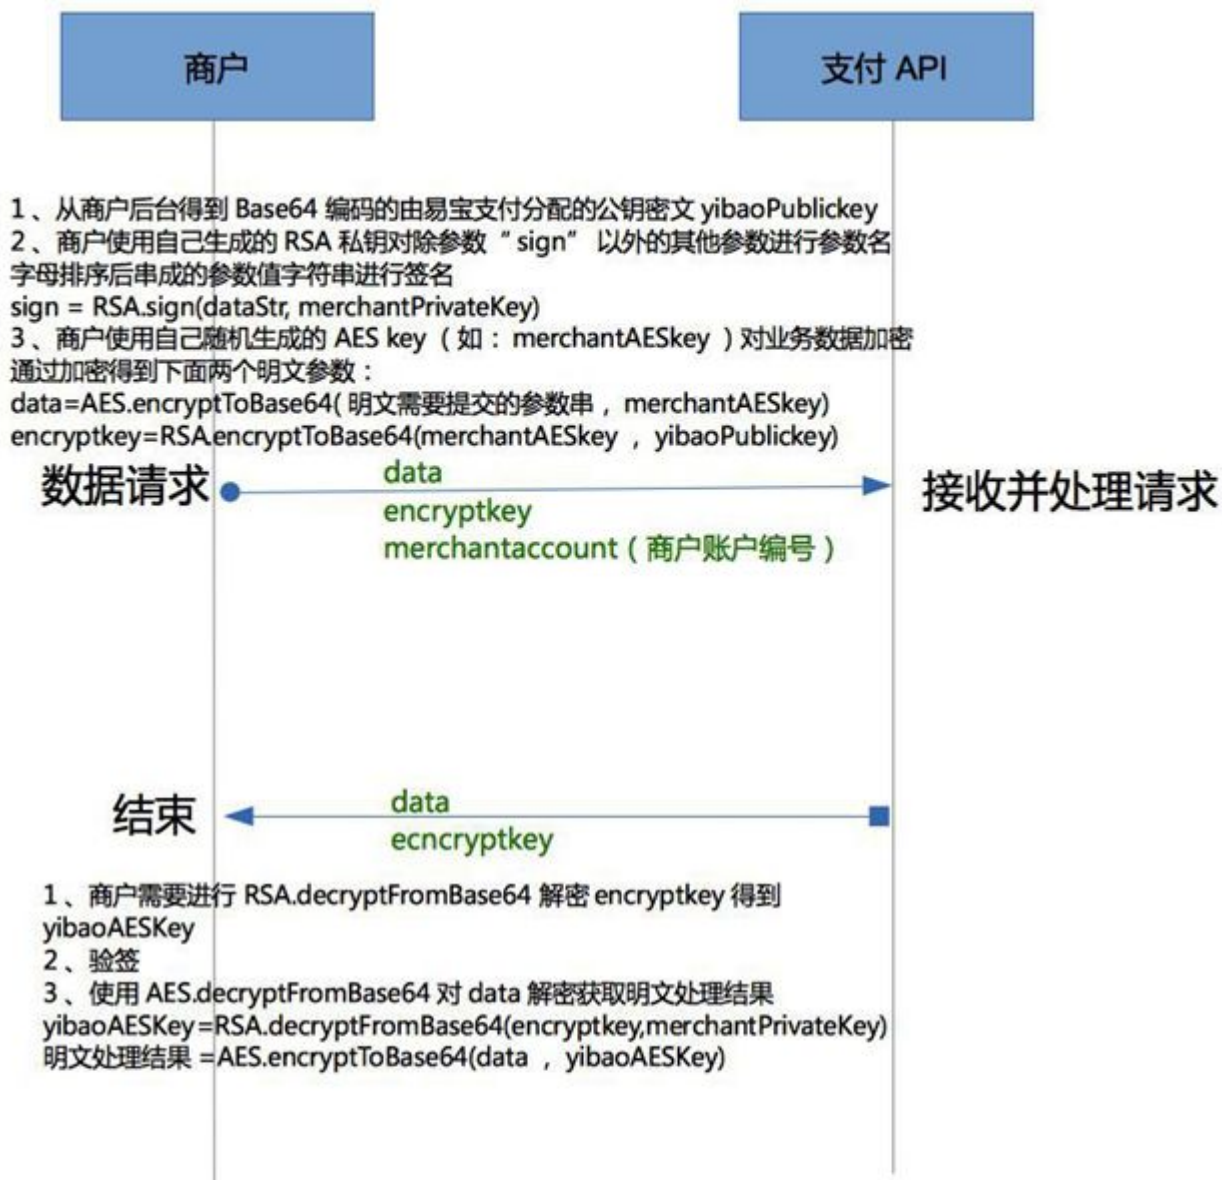 商户
支付 API
1、从商户后台得到 Base64 编码的由易宝支付分配的公钥密文 yibaoPublickey
2、商户使用自己生成的 RSA 私钥对除参数 “ sign” 以外的其他参数进行参数名
字母排序后串成的参数值字符串进行签名
sign = RSA.sign(dataStr, merchantPrivateKey)
3、商户使用自己随机生成的 AES key （如： merchantAESkey ）对业务数据加密
通过加密得到下面两个明文参数：
data=AES.encryptToBase64( 明文需要提交的参数串， merchantAESkey)
encryptkey=RSA.encryptToBase64(merchantAESkey ， yibaoPublickey)
数据请求
data
接收并处理请求
encryptkey
merchantaccount（商户账户编号）
结束
data
ecncryptkey
1、商户需要进行 RSA.decryptFromBase64 解密 encryptkey 得到
yibaoAESKey
2、验签
3、使用 AES.decryptFromBase64 对 data 解密获取明文处理结果
yibaoAESKey=RSA.decryptFromBase64(encryptkey,merchantPrivateKey)
明文处理结果 =AES.encryptToBase64(data ， yibaoAESKey)